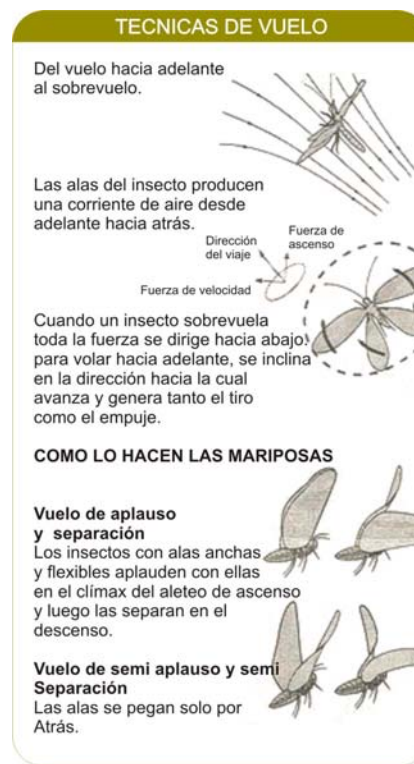 TECNICAS DE VUELO
Del vuelo hacia adelante
al sobrevuelo.
Las alas del insecto producen
una corriente de aire desde
adelante hacia atrás.
Dirección
del viaje
Fuerza de
ascenso
Fuerza de velocidad
Cuando un insecto sobrevuela
toda la fuerza se dirige hacia abajo:
para volar hacia adelante, se inclina
en la dirección hacia la cual
avanza y genera tanto el tiro
como el empuje.
COMO LO HACEN LAS MARIPOSAS
Vuelo de aplauso
y separación
Los insectos con alas anchas
y flexibles aplauden con ellas
en el clímax del aleteo de ascenso
y luego las separan en el
descenso.
Vuelo de semi aplauso y semi
Separación
Las alas se pegan solo por
Atrás.